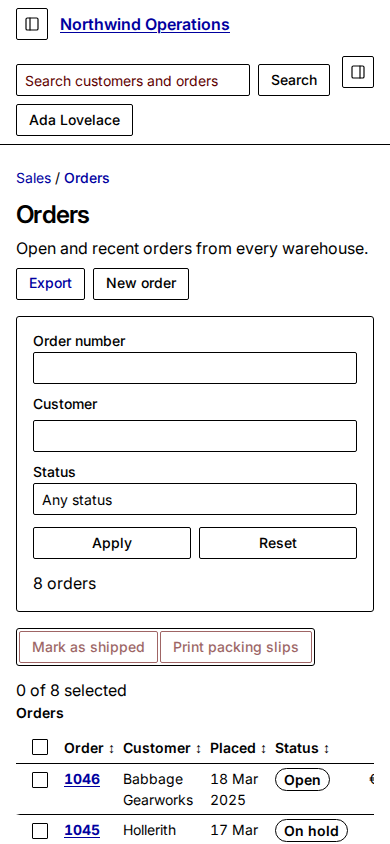 Northwind Operations
Search customers and orders
Search
Ada Lovelace
Sales / Orders
Orders
Open and recent orders from every warehouse.
Export
New order
Order number
Customer
Status
Any status
Apply
Reset
8 orders
Mark as shipped
Print packing slips
0 of 8 selected
Orders
Order ↕ Customer ↕ Placed ↕ Status ↕
1046 Babbage Gearworks 18 Mar 2025 Open
1045 Hollerith 17 Mar On hold